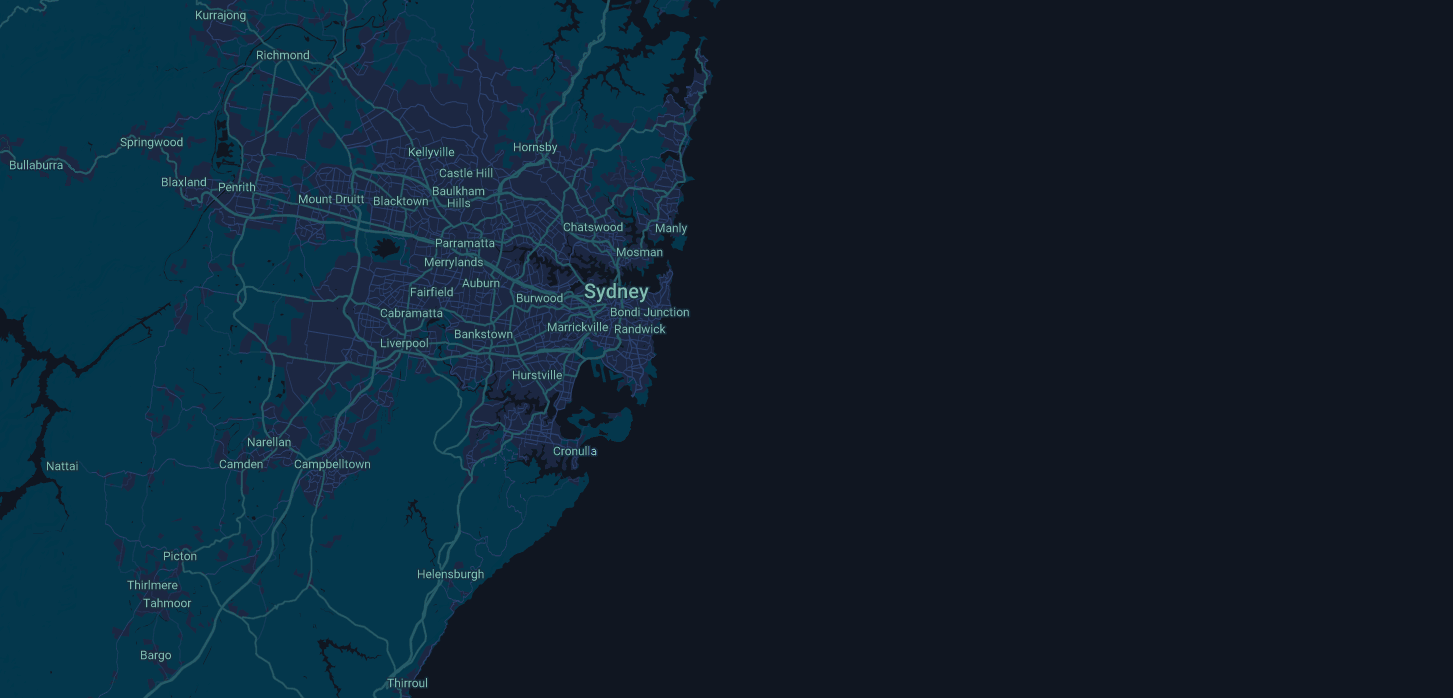 Kurrajong
Richmond
Springwood
Hornsby
Kellyville
Bullaburra
Castle Hill
Blaxland
Penrith
Baulkham
Hills
Mount Druitt
Blacktown
Chatswood
Manly
Parramatta
Mosman
Merrylands
Auburn
Fairfield
Sydney
Burwood
Cabramatta
Bondi Junction
Marrickville
Randwick
Bankstown
Liverpool
Hurstville
Narellan
Cronulla
Camden
Campbelltown
Nattai
Picton
Helensburgh
Thirlmere
Tahmoor
Bargo
Thirroul